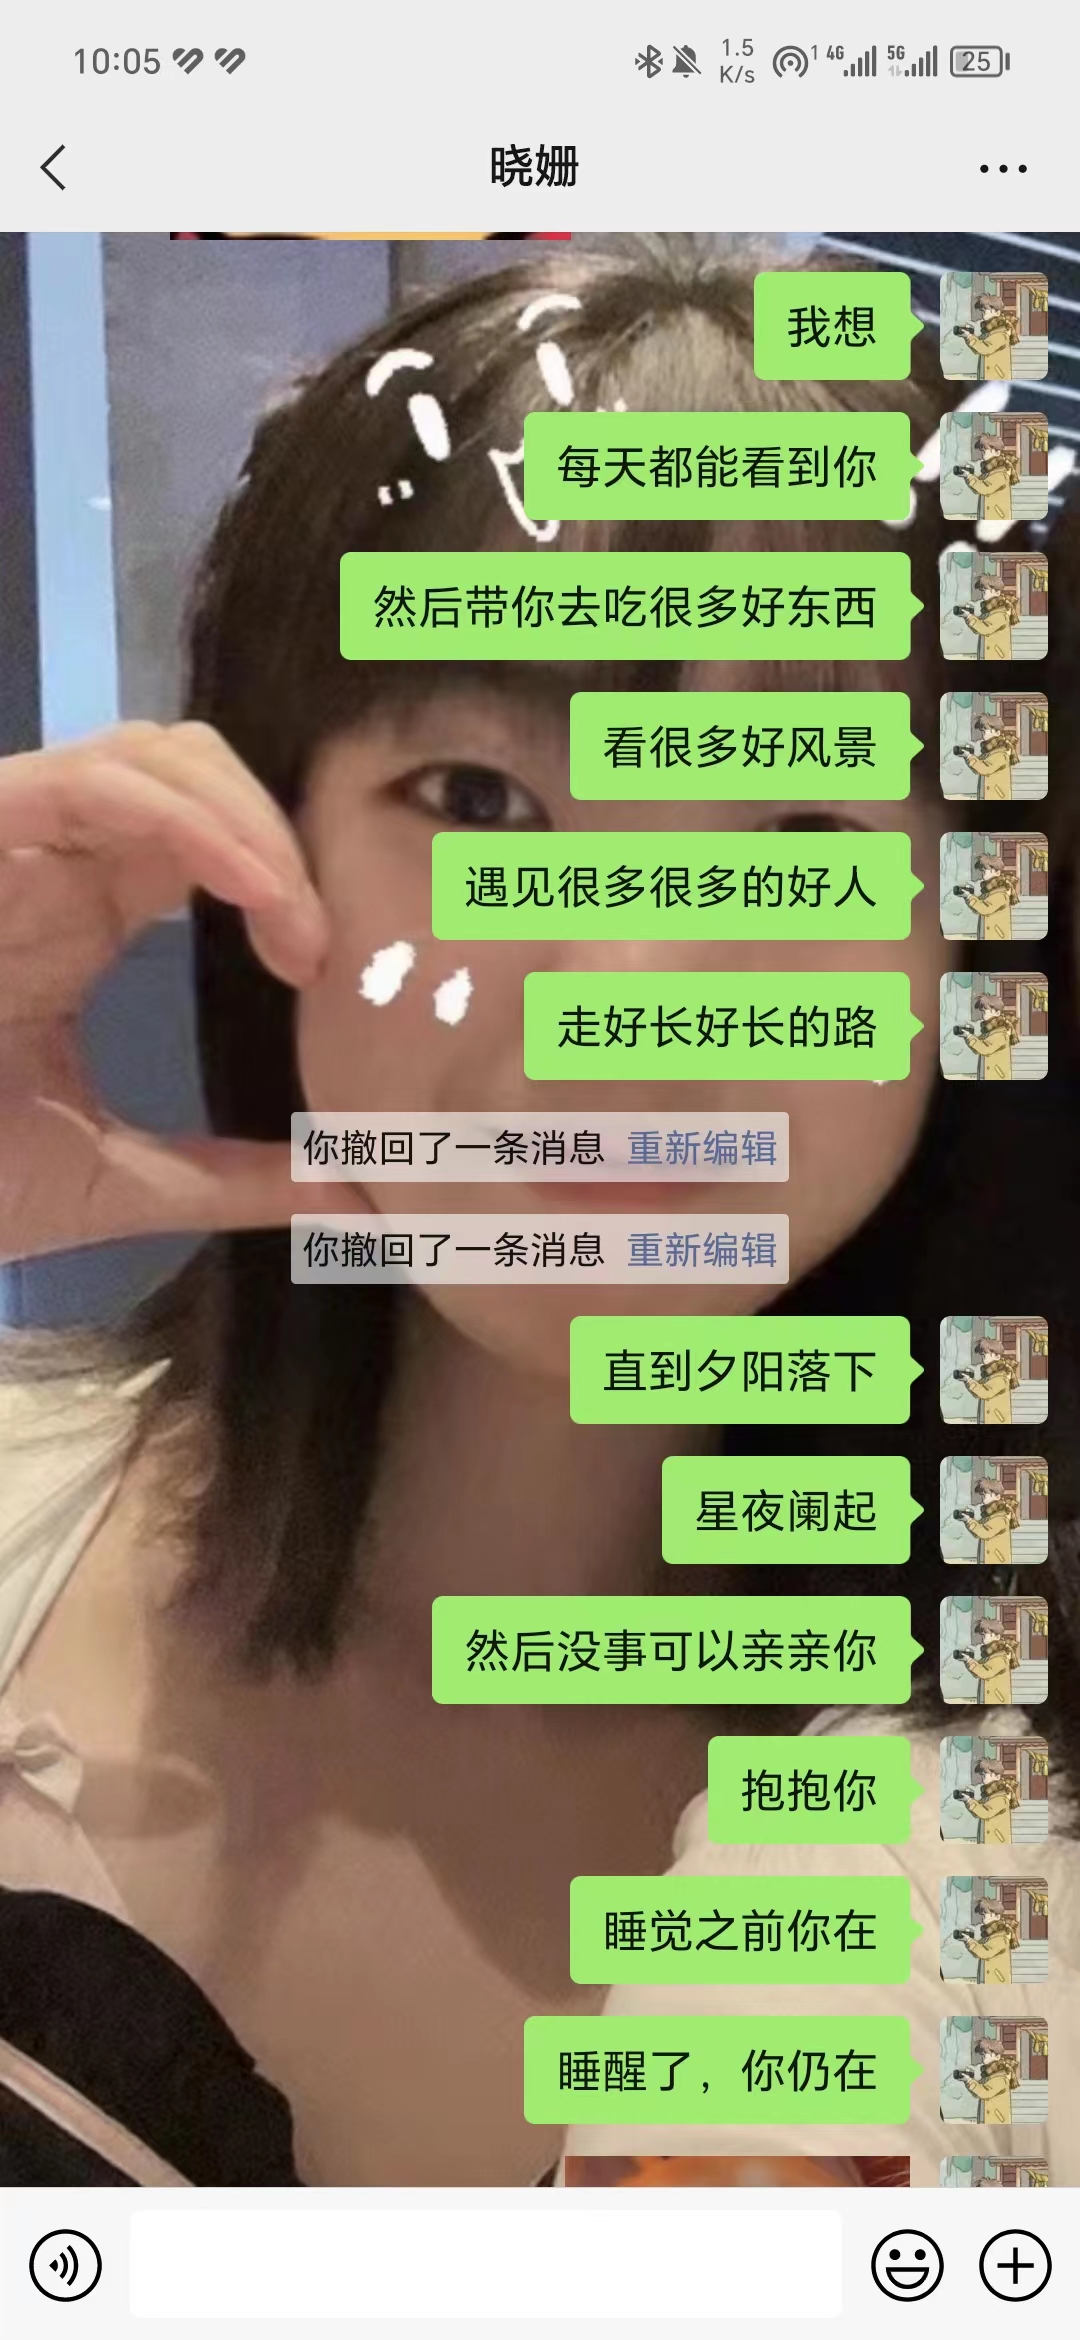 10:05
1.5
K/s
1 4G
5G
25
晓姗
我想
每天都能看到你
然后带你去吃很多好东西
看很多好风景
遇见很多很多的好人
走好长好长的路
你撤回了一条消息 重新编辑
你撤回了一条消息 重新编辑
直到夕阳落下
星夜阑起
然后没事可以亲亲你
抱抱你
睡觉之前你在
睡醒了，你仍在